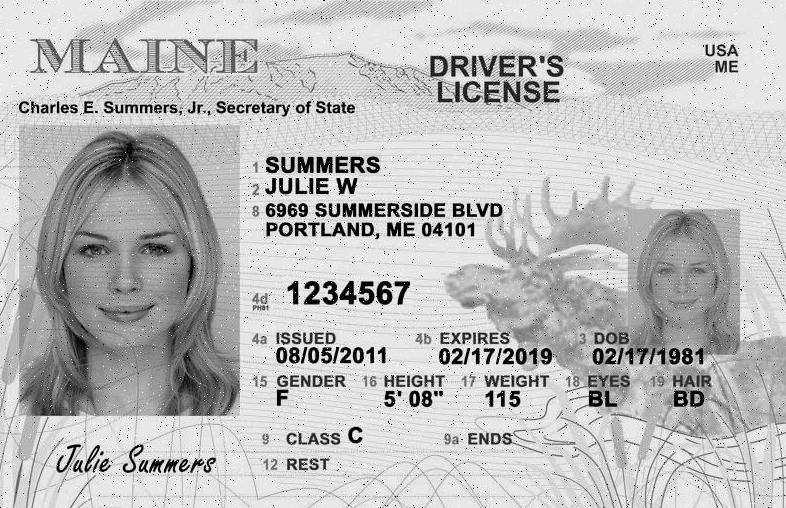 MAINE
DRIVER'S
LICENSE
USA
ME
Charles E. Summers, Jr., Secretary of State
1 SUMMERS
2 JULIE W
8 6969 SUMMERSIDE BLVD
PORTLAND, ME 04101
4d 1234567
PH81
4a ISSUED 4b EXPIRES 3 DOB
08/05/2011 02/17/2019 02/17/1981
15 GENDER 16 HEIGHT 17 WEIGHT 18 EYES 19 HAIR
F 5' 08" 115 BL BD
9 CLASS C 9a ENDS
12 REST
Julie Summers